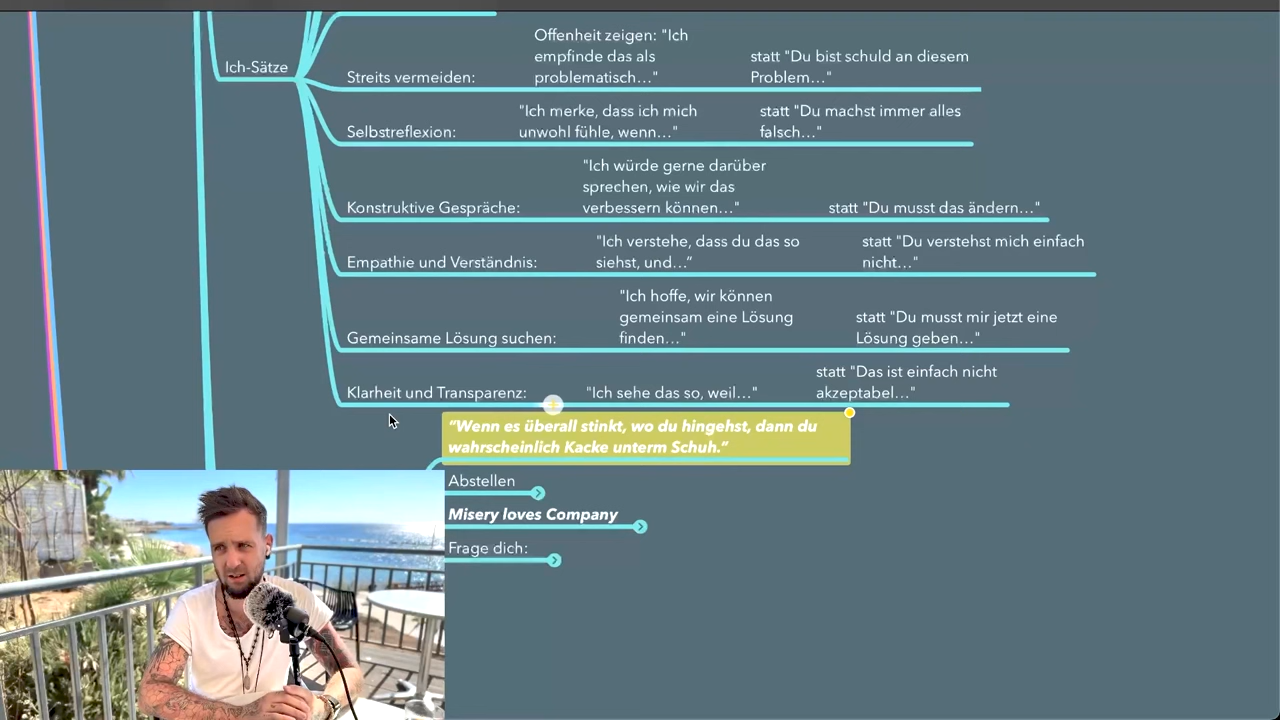 Ich-Sätze
Streits vermeiden:
Offenheit zeigen: "Ich
empfinde das als
problematisch…"
statt "Du bist schuld an diesem
Problem…"
Selbstreflexion:
"Ich merke, dass ich mich
unwohl fühle, wenn…"
statt "Du machst immer alles
falsch…"
Konstruktive Gespräche:
"Ich würde gerne darüber
sprechen, wie wir das
verbessern können…"
statt "Du musst das ändern…"
Empathie und Verständnis:
"Ich verstehe, dass du das so
siehst, und…“
statt "Du verstehst mich einfach
nicht…"
Gemeinsame Lösung suchen:
"Ich hoffe, wir können
gemeinsam eine Lösung
finden…"
statt "Du musst mir jetzt eine
Lösung geben…"
Klarheit und Transparenz:
"Ich sehe das so, weil…"
statt "Das ist einfach nicht
akzeptabel…"
“Wenn es überall stinkt, wo du hingehst, dann du
wahrscheinlich Kacke unterm Schuh.”
Abstellen
Misery loves Company
Frage dich: